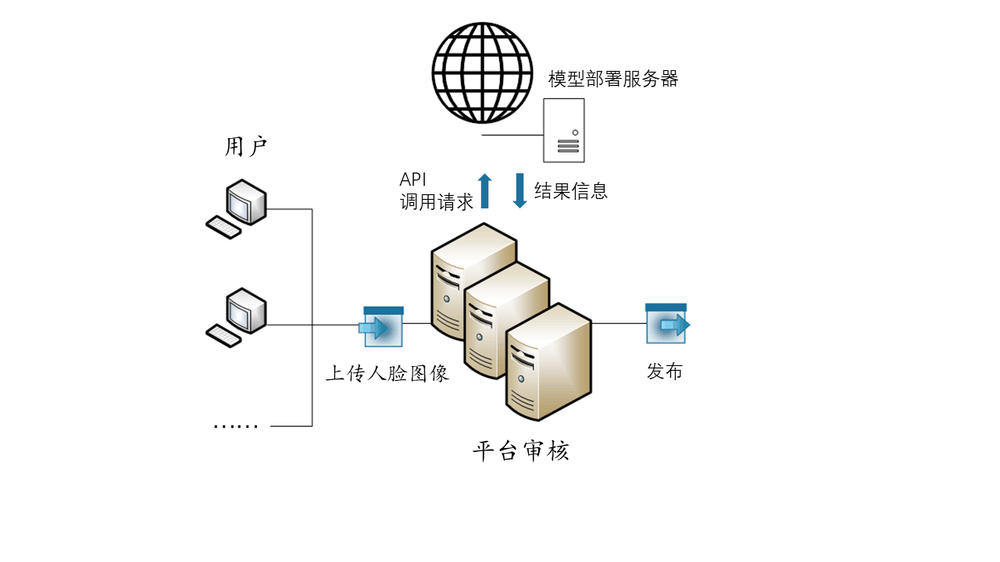 模型部署服务器
用户
API
调用请求
结果信息
上传人脸图像
发布
……
平台审核